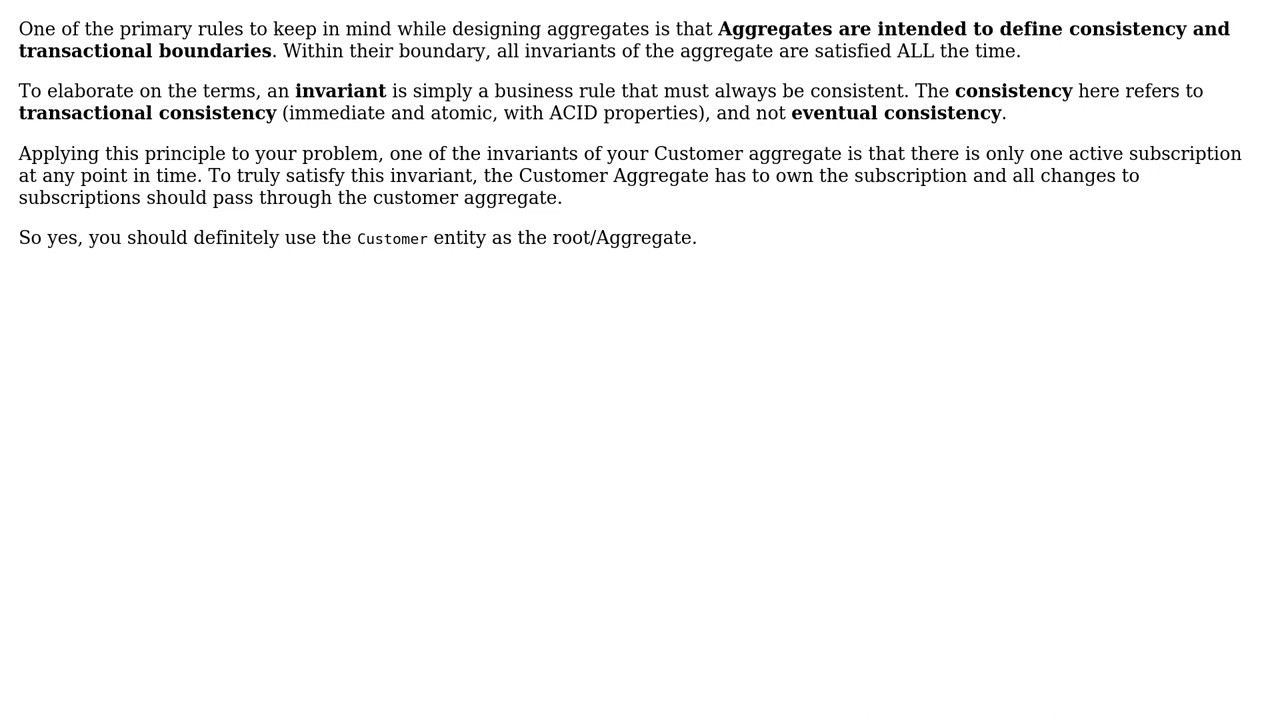 One of the primary rules to keep in mind while designing aggregates is that Aggregates are intended to define consistency and
transactional boundaries. Within their boundary, all invariants of the aggregate are satisfied ALL the time.
To elaborate on the terms, an invariant is simply a business rule that must always be consistent. The consistency here refers to
transactional consistency (immediate and atomic, with ACID properties), and not eventual consistency.
Applying this principle to your problem, one of the invariants of your Customer aggregate is that there is only one active subscription
at any point in time. To truly satisfy this invariant, the Customer Aggregate has to own the subscription and all changes to
subscriptions should pass through the customer aggregate.
So yes, you should definitely use the Customer entity as the root/Aggregate.